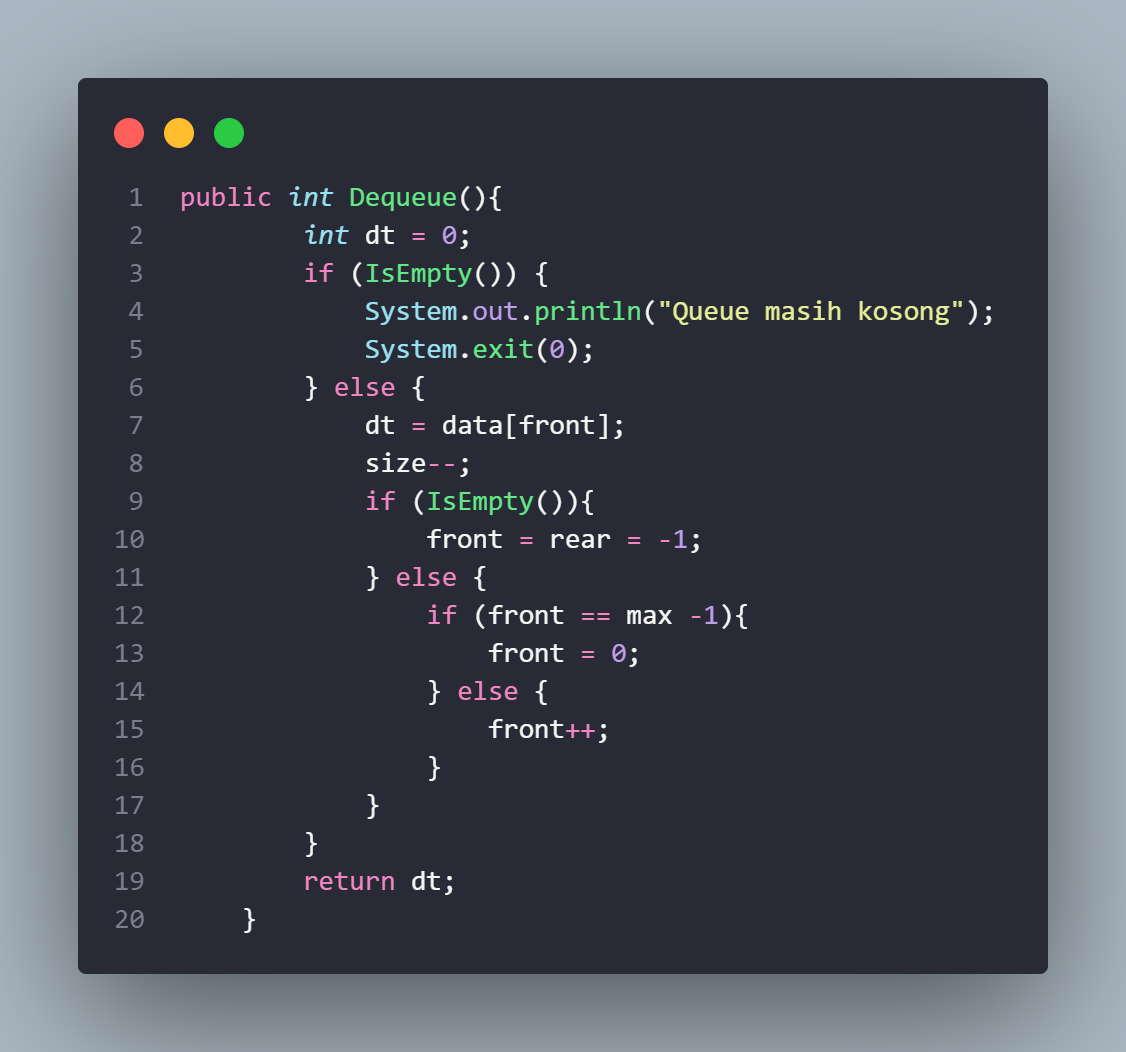 1 public int Dequeue(){
2         int dt = 0;
3         if (IsEmpty()) {
4             System.out.println("Queue masih kosong");
5             System.exit(0);
6         } else {
7             dt = data[front];
8             size--;
9             if (IsEmpty()){
10                 front = rear = -1;
11             } else {
12                 if (front == max -1){
13                     front = 0;
14                 } else {
15                     front++;
16                 }
17             }
18         }
19         return dt;
20     }